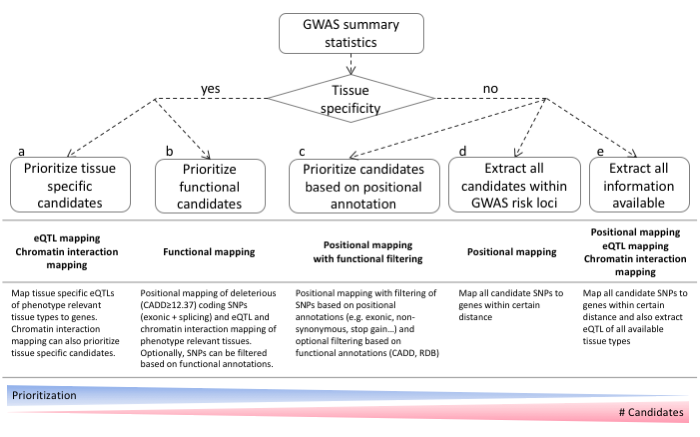 GWAS summary
statistics
Tissue
specificity
yes
no
a
Prioritize tissue
specific
candidates
b
Prioritize
functional
candidates
c
Prioritize candidates
based on positional
annotation
d
Extract all
candidates within
GWAS risk loci
e
Extract all
information
available
eQTL mapping
Chromatin interaction
mapping
Functional mapping
Positional mapping
with functional filtering
Positional mapping
Positional mapping
eQTL mapping
Chromatin interaction
mapping
Map tissue specific eQTLs
of phenotype relevant
tissue types to genes.
Chromatin interaction
mapping can also prioritize
tissue specific candidates.
Positional mapping of deleterious
(CADD≥12.37) coding SNPs
(exonic + splicing) and eQTL and
chromatin interaction mapping of
phenotype relevant tissues.
Optionally, SNPs can be filtered
based on functional annotations.
Positional mapping with filtering of
SNPs based on positional
annotations (e.g. exonic, non-
synonymous, stop gain…) and
optional filtering based on
functional annotations (CADD, RDB)
Map all candidate SNPs to
genes within certain
distance
Map all candidate SNPs to
genes within certain
distance and also extract
eQTL of all available
tissue types
Prioritization
# Candidates